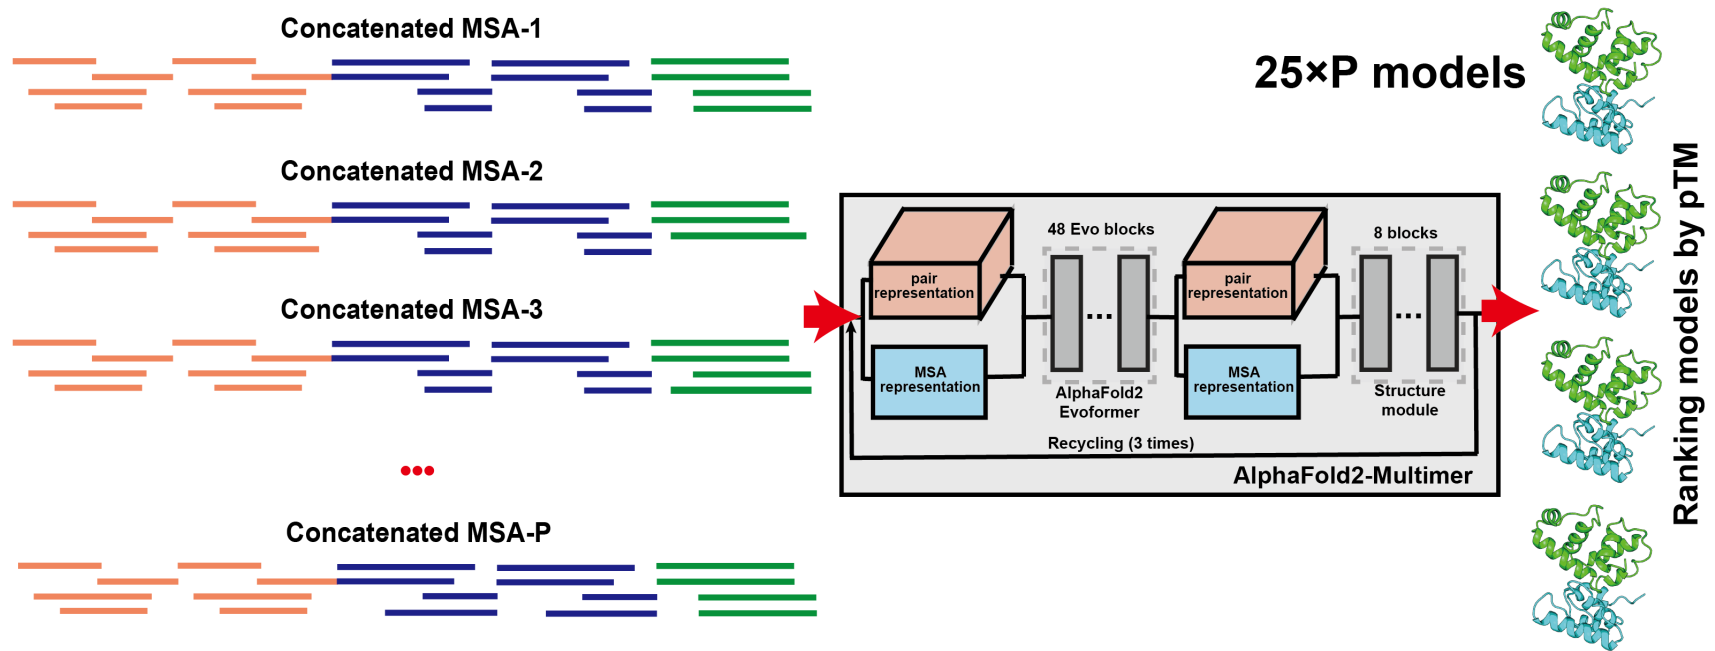 Concatenated MSA-1
Concatenated MSA-2
Concatenated MSA-3
...
Concatenated MSA-P
25×P models
48 Evo blocks
8 blocks
pair
representation
...
pair
representation
...
MSA
representation
MSA
representation
AlphaFold2
Evoformer
Structure
module
Recycling (3 times)
AlphaFold2-Multimer
Ranking models by pTM